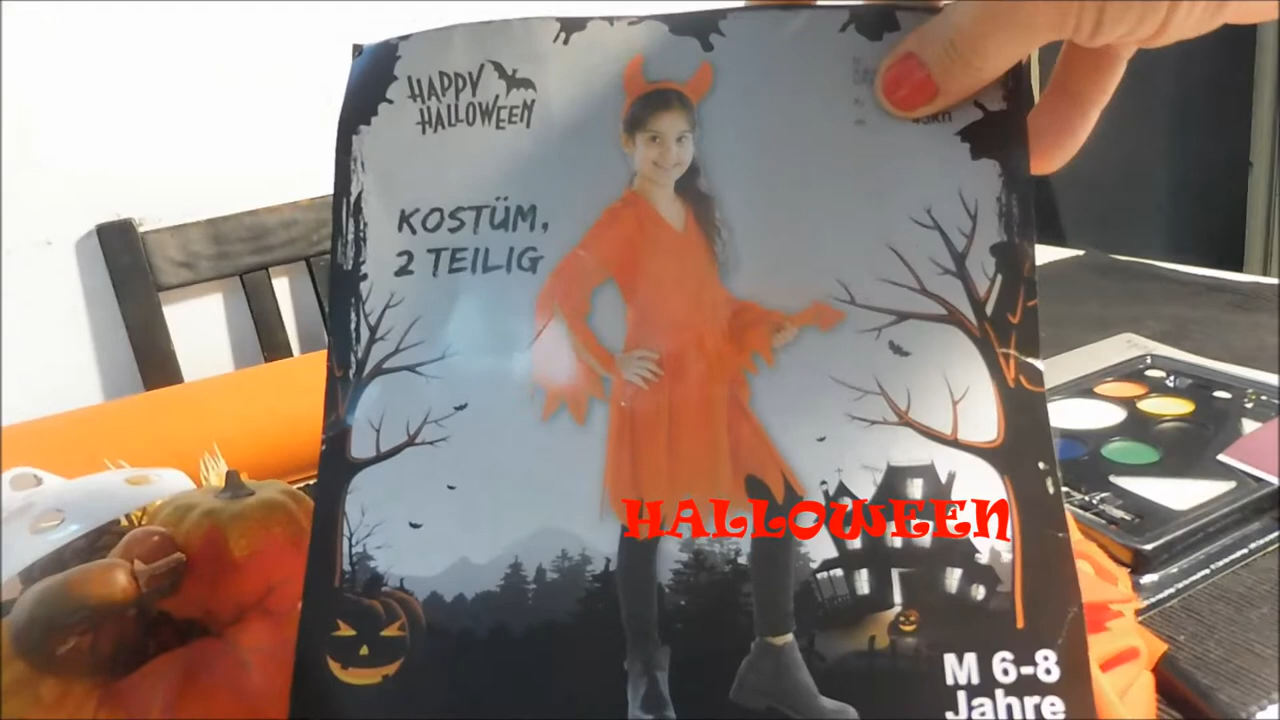 HAPPY
HALLOWEEN
KOSTÜM,
2 TEILIG
HALLOWEEN
M 6-8
Jahre